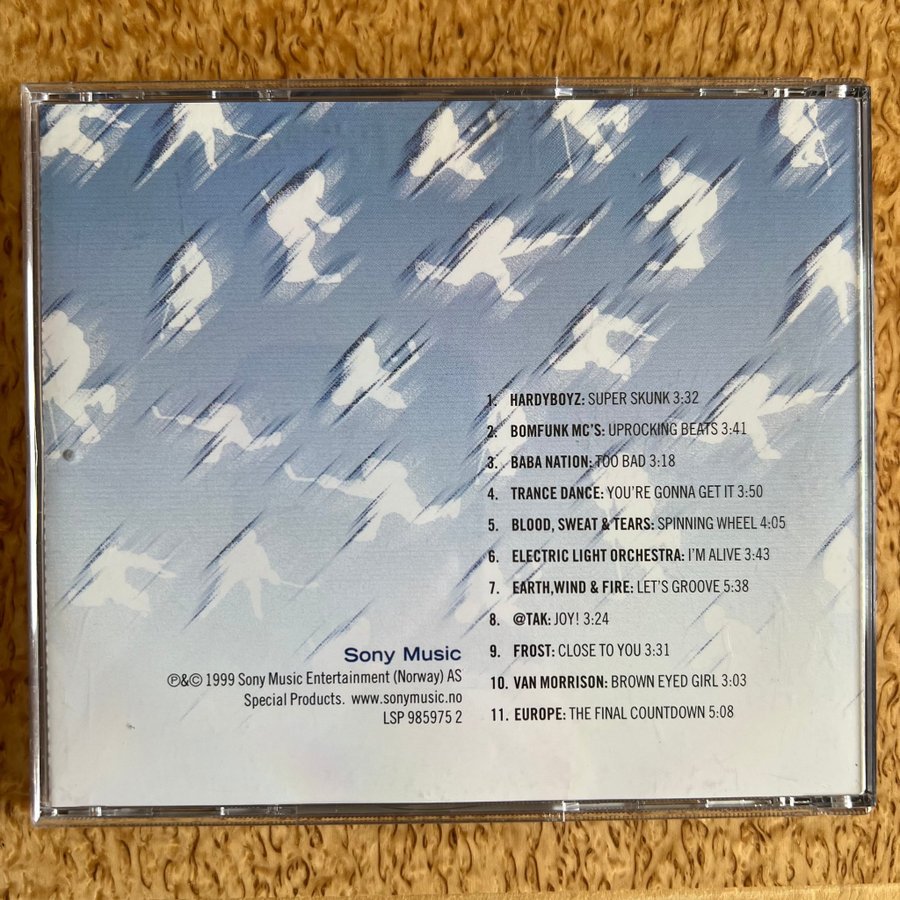 1. HARDYBOYZ: SUPER SKUNK 3:32
2. BOMFUNK MC'S: UPROCKING BEATS 3:41
3. BABA NATION: TOO BAD 3:18
4. TRANCE DANCE: YOU'RE GONNA GET IT 3:50
5. BLOOD, SWEAT & TEARS: SPINNING WHEEL 4:05
6. ELECTRIC LIGHT ORCHESTRA: I'M ALIVE 3:43
7. EARTH,WIND & FIRE: LET'S GROOVE 5:38
8. @TAK: JOY! 3:24
9. FROST: CLOSE TO YOU 3:31
10. VAN MORRISON: BROWN EYED GIRL 3:03
11. EUROPE: THE FINAL COUNTDOWN 5:08
Sony Music
℗&© 1999 Sony Music Entertainment (Norway) AS
Special Products. www.sonymusic.no
LSP 985975 2